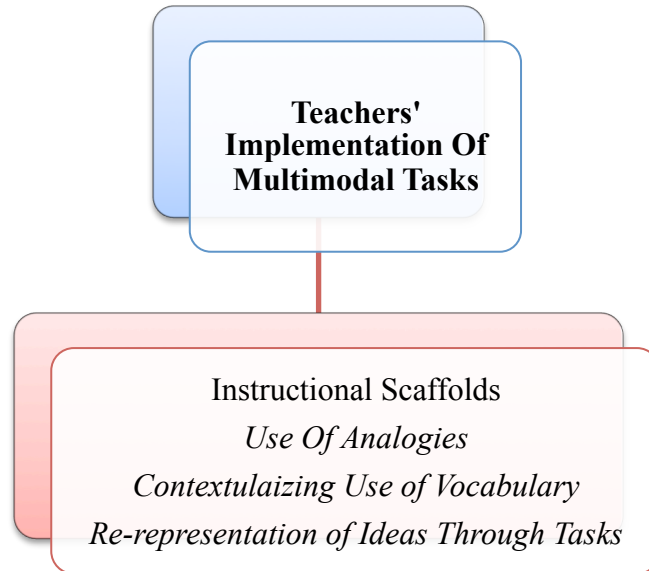 Teachers'
Implementation Of
Multimodal Tasks
Instructional Scaffolds
Use Of Analogies
Contextulaizing Use of Vocabulary
Re-representation of Ideas Through Tasks